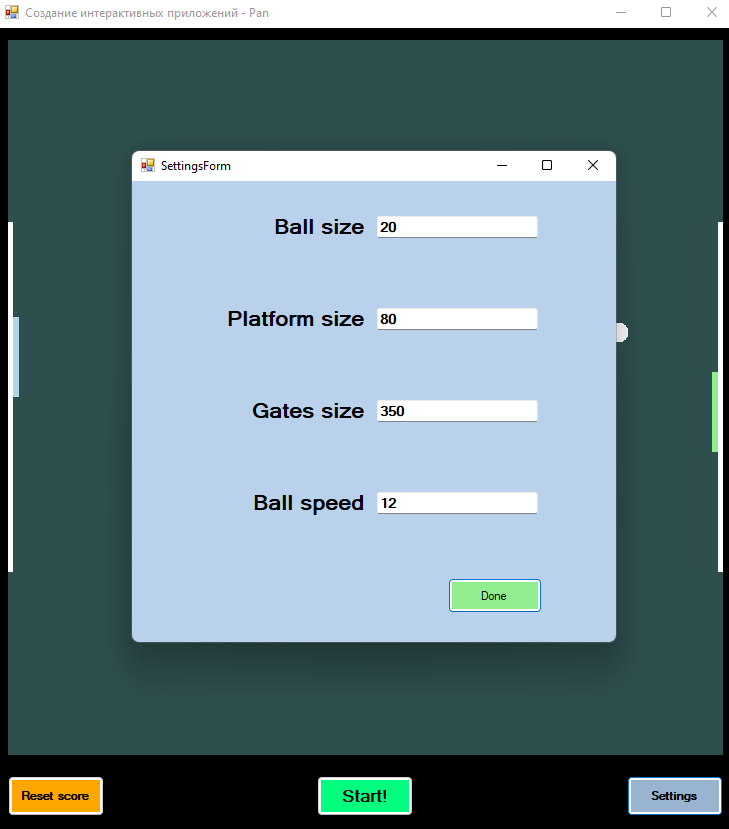 Создание интерактивных приложений - Pan
SettingsForm
Ball size 20
Platform size 80
Gates size 350
Ball speed 12
Done
Reset score Start! Settings